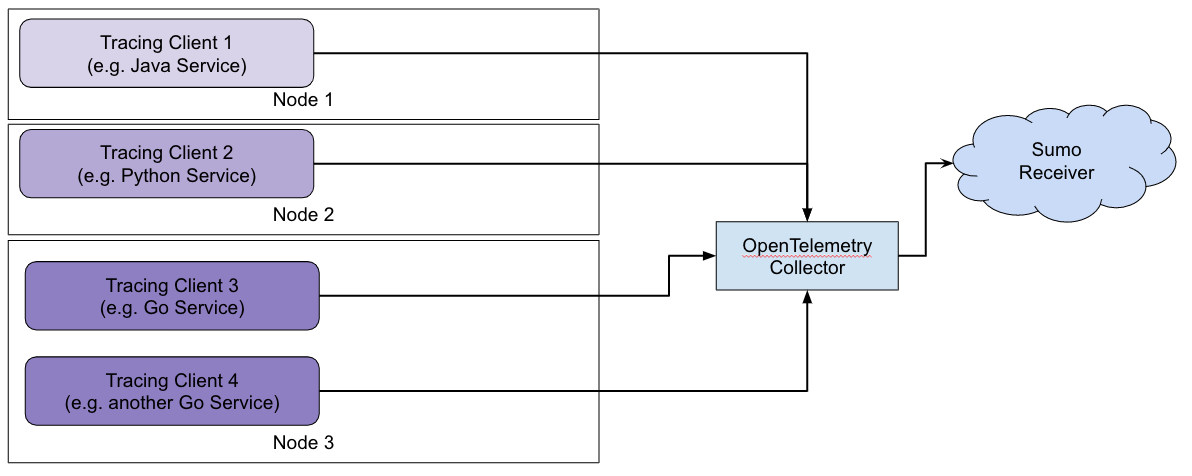 Tracing Client 1
(e.g. Java Service)
Node 1
Tracing Client 2
(e.g. Python Service)
Node 2
Tracing Client 3
(e.g. Go Service)
Tracing Client 4
(e.g. another Go Service)
Node 3
OpenTelemetry
Collector
Sumo
Receiver